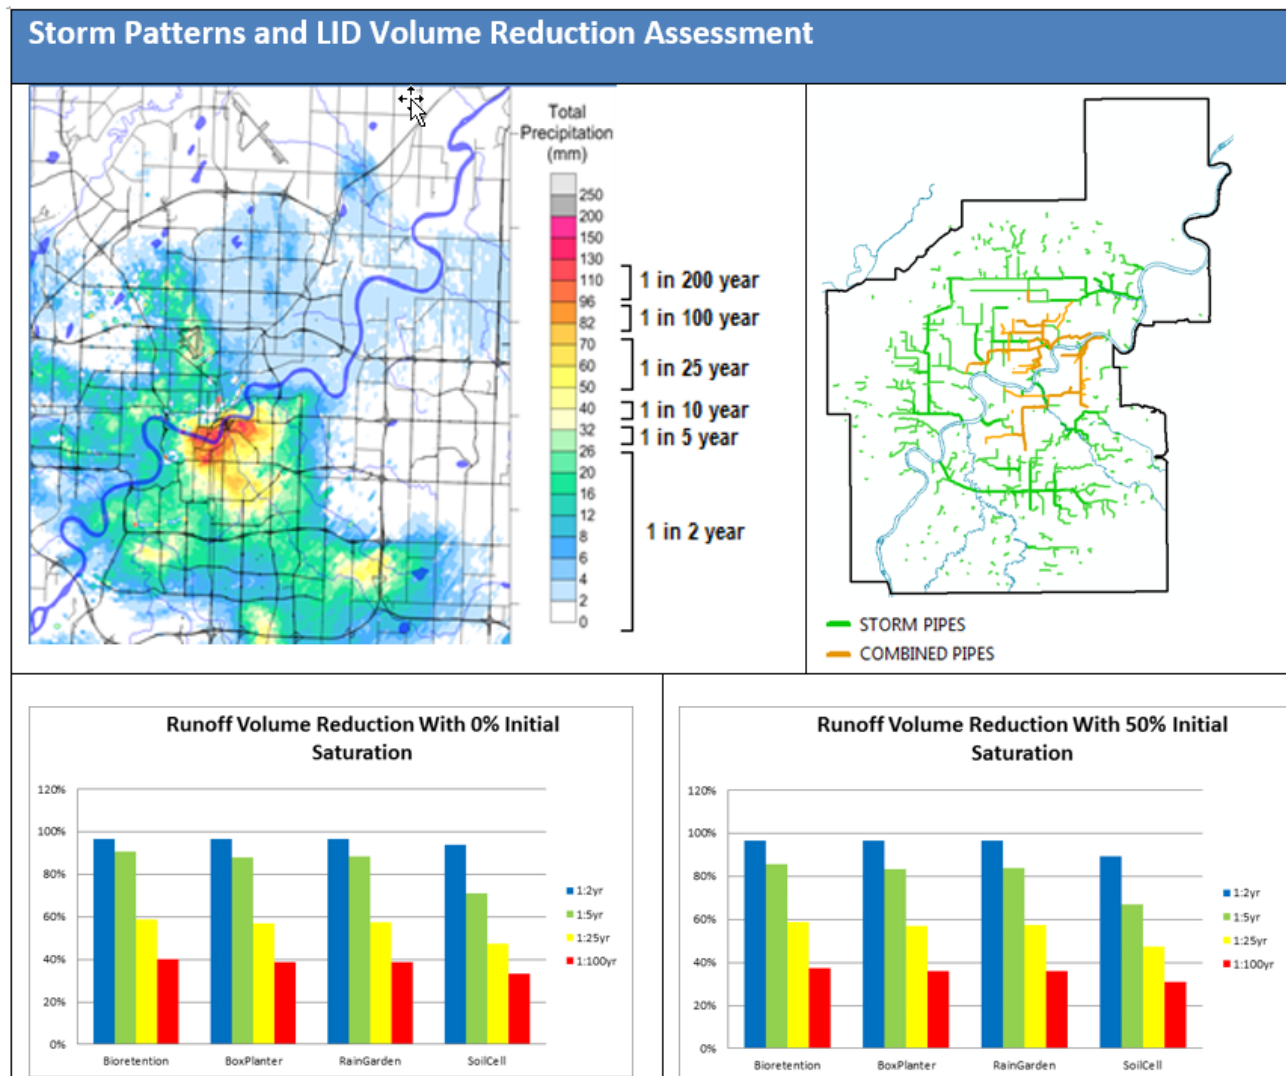 Storm Patterns and LID Volume Reduction Assessment
Total
Precipitation
(mm)
250
200
150
130
110
96
82
70
60
50
40
32
26
20
16
12
8
6
4
2
0
1 in 200 year
1 in 100 year
1 in 25 year
1 in 10 year
1 in 5 year
1 in 2 year
STORM PIPES
COMBINED PIPES
Runoff Volume Reduction With 0% Initial
Saturation
120%
100%
80%
60%
40%
20%
0%
Bioretention
BoxPlanter
RainGarden
SoilCell
1:2yr
1:5yr
1:25yr
1:100yr
Runoff Volume Reduction With 50% Initial
Saturation
120%
100%
80%
60%
40%
20%
0%
Bioretention
BoxPlanter
RainGarden
SoilCell
1:2yr
1:5yr
1:25yr
1:100yr